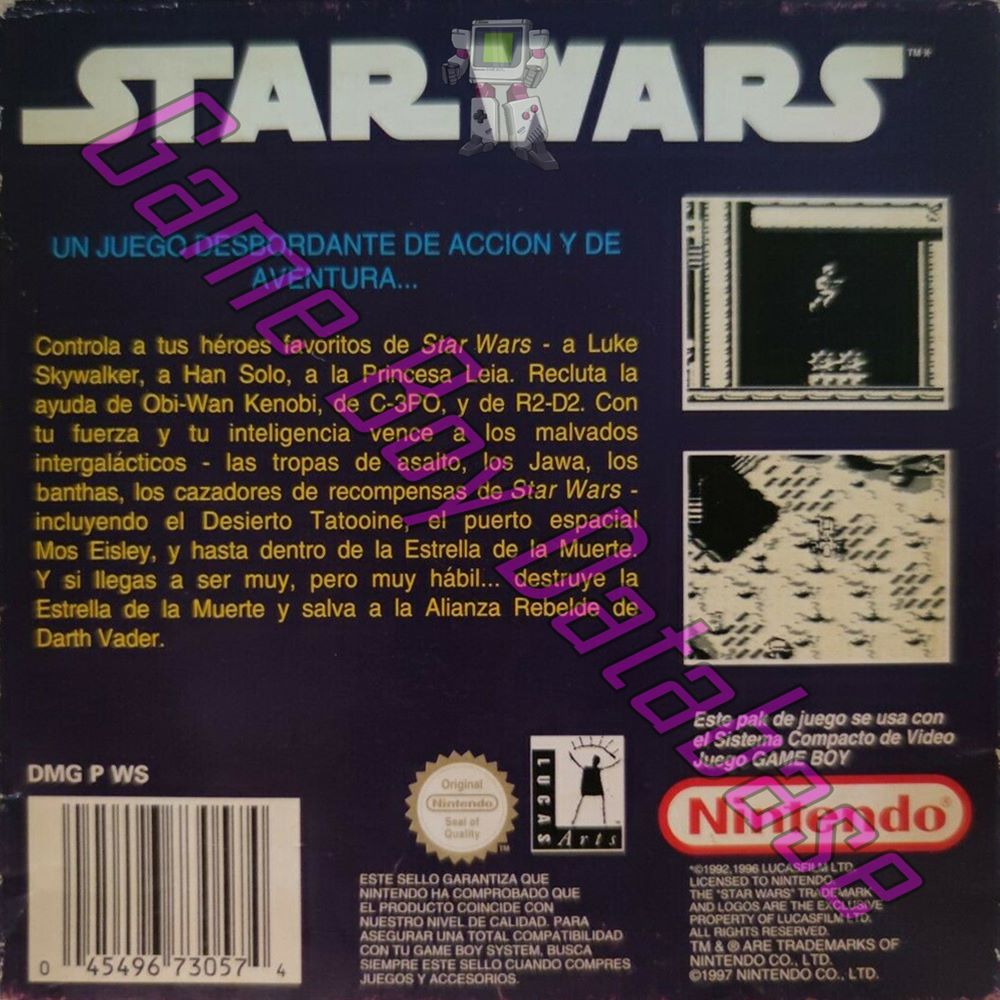 STAR WARS
TM*
UN JUEGO DESBORDANTE DE ACCION Y DE
AVENTURA...
Controla a tus héroes favoritos de Star Wars - a Luke
Skywalker, a Han Solo, a la Princesa Leia. Recluta la
ayuda de Obi-Wan Kenobi, de C-3PO, y de R2-D2. Con
tu fuerza y tu inteligencia vence a los malvados
intergalácticos - las tropas de asalto, los Jawa, los
banthas, los cazadores de recompensas de Star Wars -
incluyendo el Desierto Tatooine, el puerto espacial
Mos Eisley, y hasta dentro de la Estrella de la Muerte.
Y si llegas a ser muy, pero muy hábil... destruye la
Estrella de la Muerte y salva a la Alianza Rebelde de
Darth Vader.
Game Boy Database
Este pak de juego se usa con
el Sistema Compacto de Video
Juego GAME BOY
DMG P WS
0 45496 73057 4
Original
Nintendo
Seal of
Quality
TM
LUCAS
Arts
Nintendo®
ESTE SELLO GARANTIZA QUE
NINTENDO HA COMPROBADO QUE
EL PRODUCTO COINCIDE CON
NUESTRO NIVEL DE CALIDAD. PARA
ASEGURAR UNA TOTAL COMPATIBILIDAD
CON TU GAME BOY SYSTEM, BUSCA
SIEMPRE ESTE SELLO CUANDO COMPRES
JUEGOS Y ACCESORIOS.
*©1992,1996 LUCASFILM LTD.
LICENSED TO NINTENDO.
THE "STAR WARS" TRADEMARK
AND LOGOS ARE THE EXCLUSIVE
PROPERTY OF LUCASFILM LTD.
ALL RIGHTS RESERVED.
TM & ® ARE TRADEMARKS OF
NINTENDO CO., LTD.
©1997 NINTENDO CO., LTD.